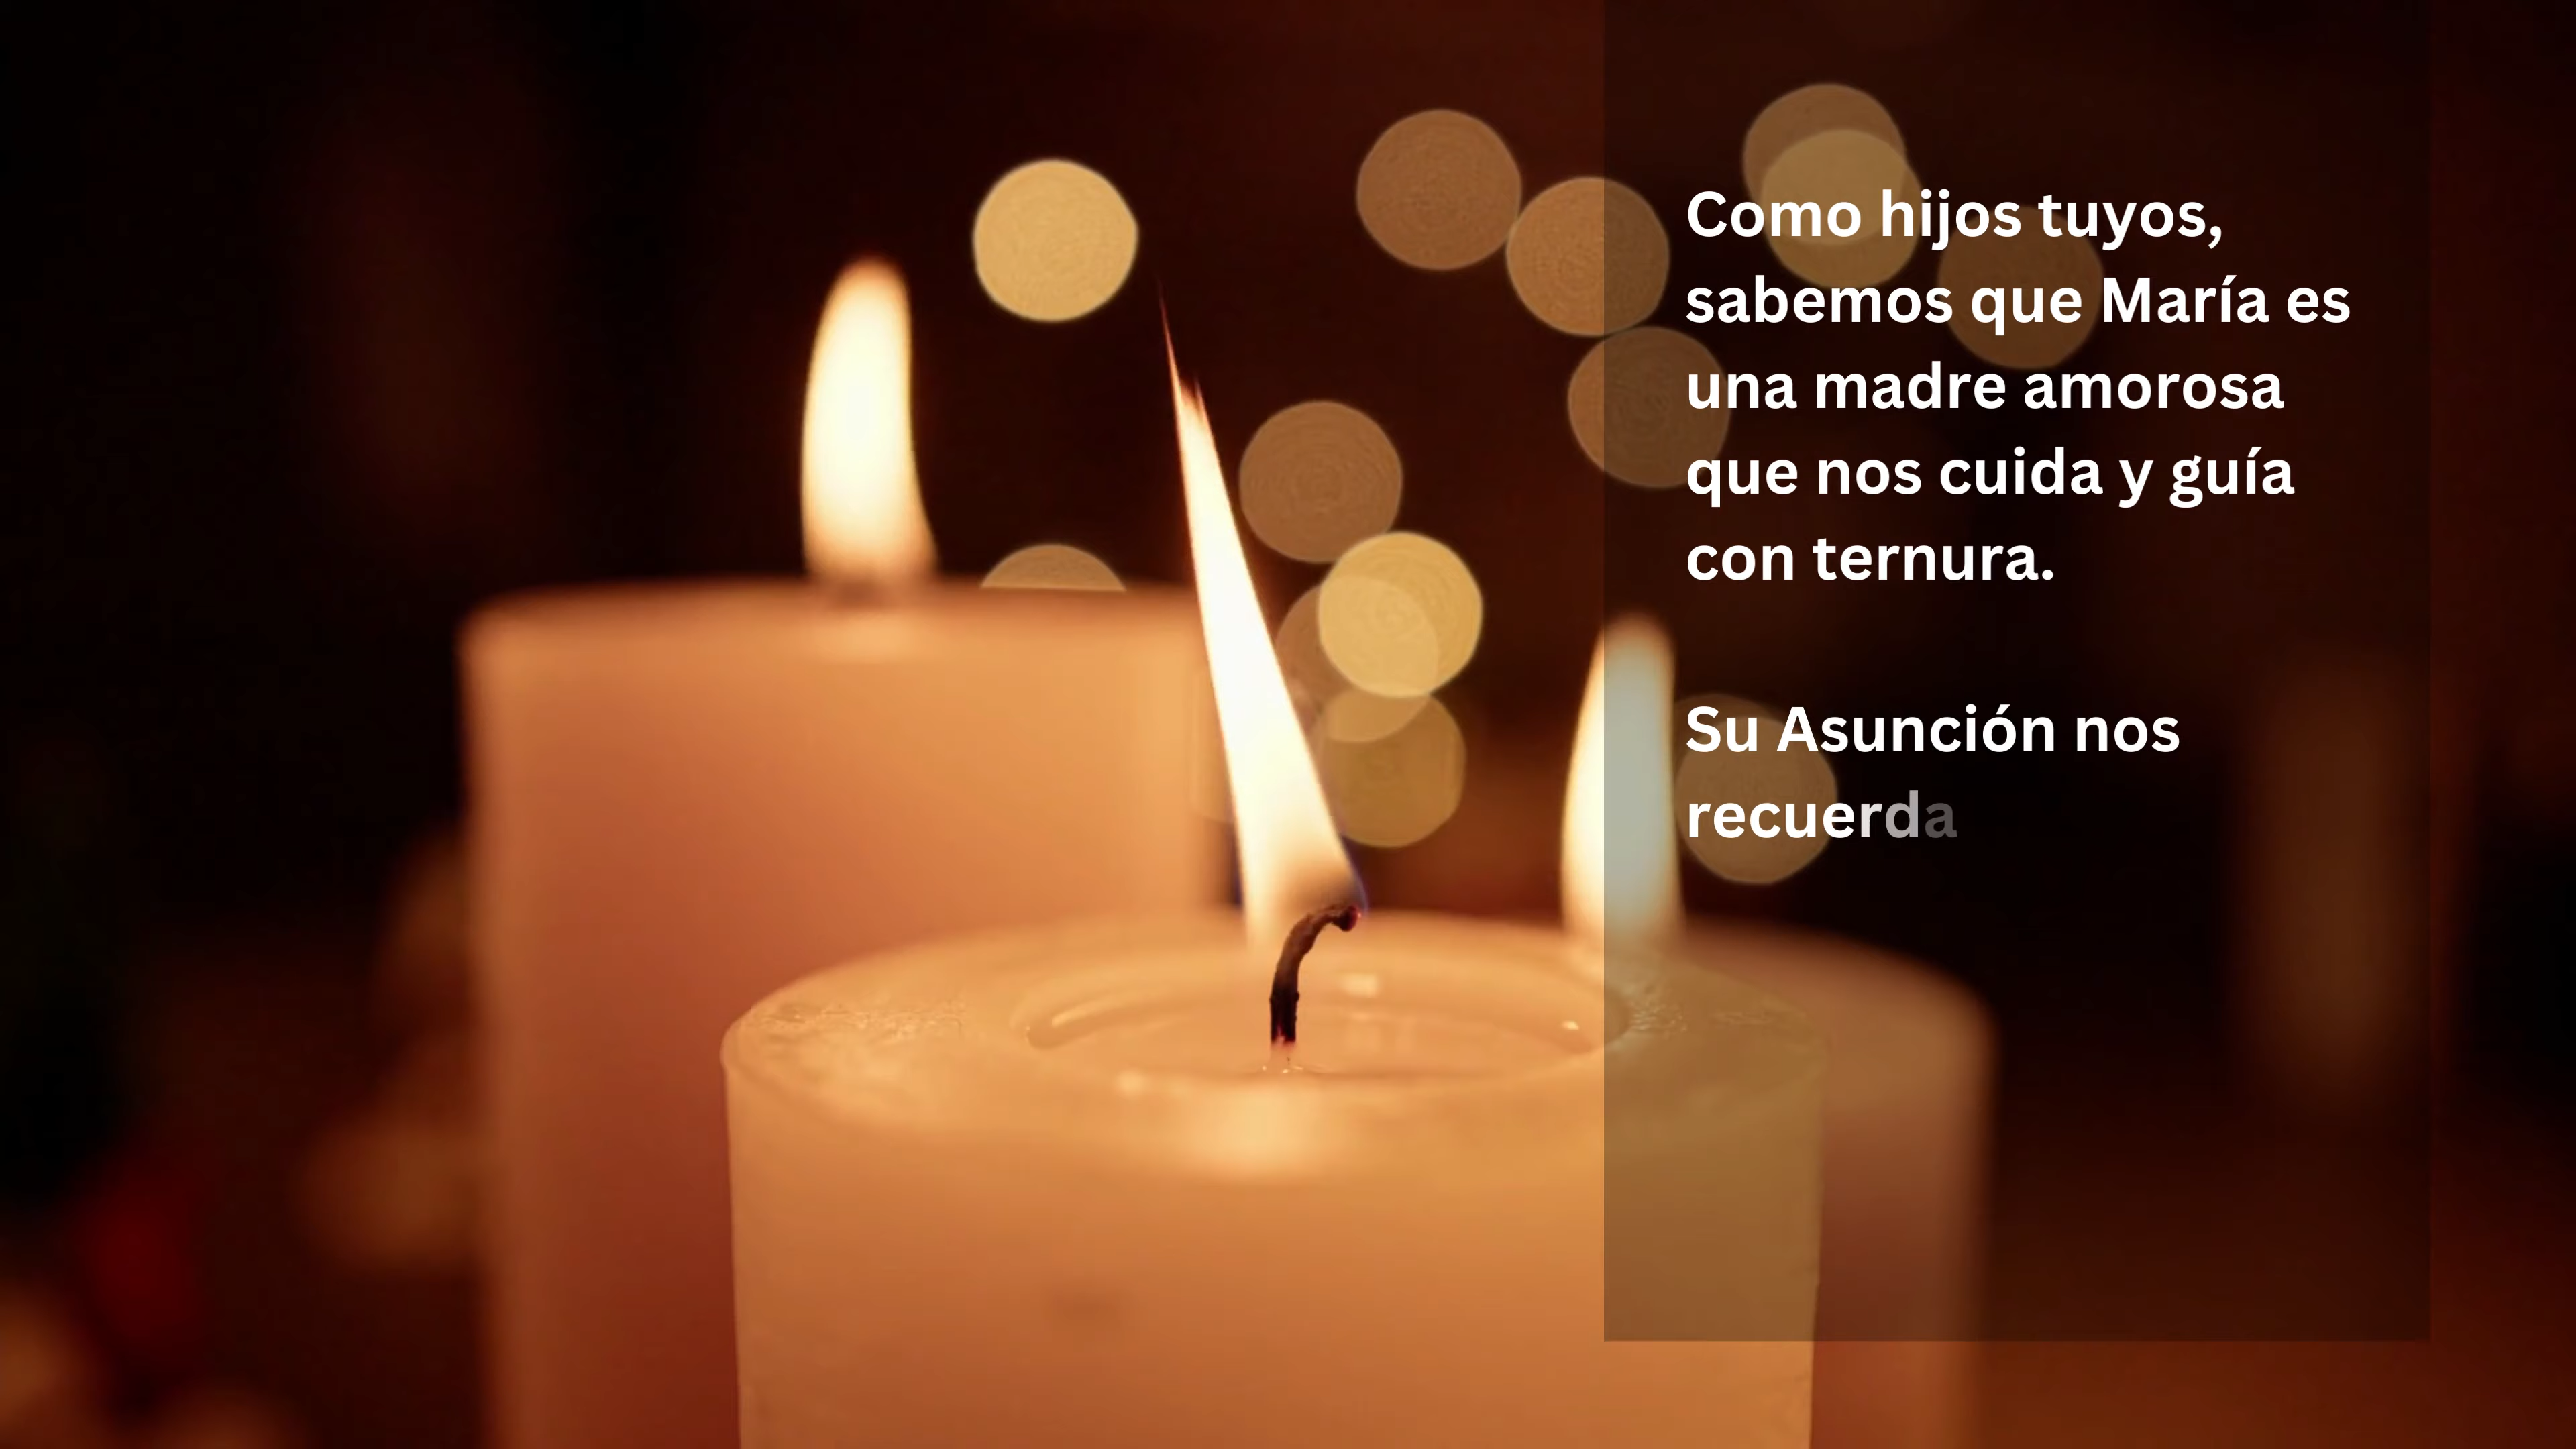 Como hijos tuyos,
sabemos que María es
una madre amorosa
que nos cuida y guía
con ternura.
Su Asunción nos
recuerda